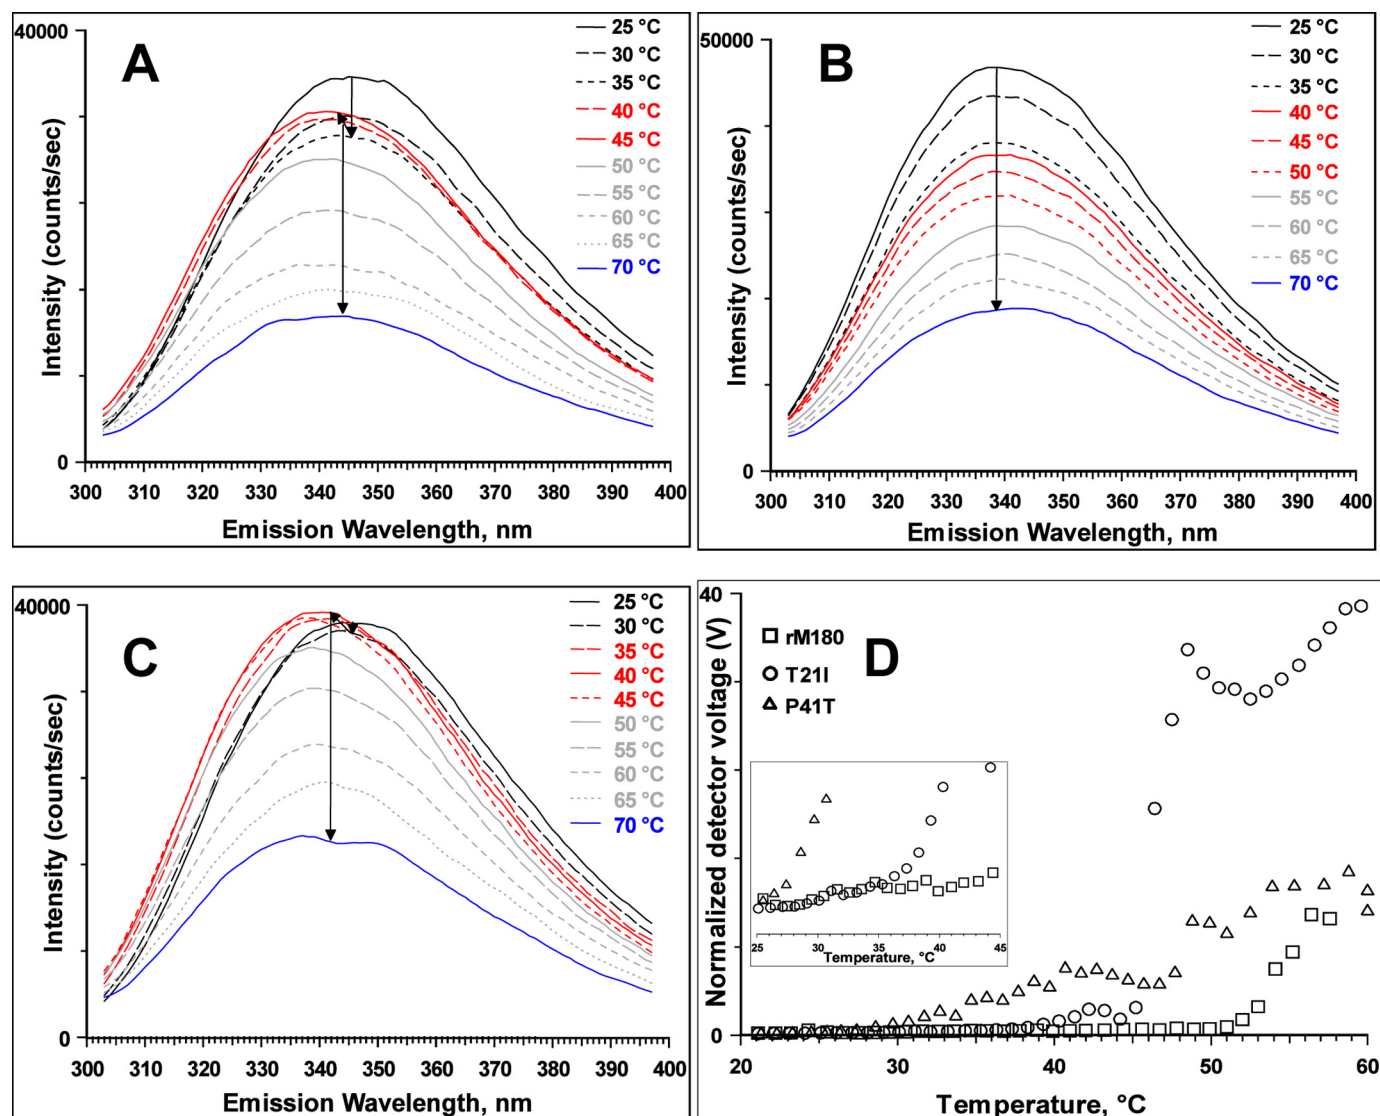 A
40000
0
Intensity (counts/sec)
300 310 320 330 340 350 360 370 380 390 400
Emission Wavelength, nm
25 °C
30 °C
35 °C
40 °C
45 °C
50 °C
55 °C
60 °C
65 °C
70 °C
B
50000
0
Intensity (counts/sec)
300 310 320 330 340 350 360 370 380 390 400
Emission Wavelength, nm
25 °C
30 °C
35 °C
40 °C
45 °C
50 °C
55 °C
60 °C
65 °C
70 °C
C
40000
0
Intensity (counts/sec)
300 310 320 330 340 350 360 370 380 390 400
Emission Wavelength, nm
25 °C
30 °C
35 °C
40 °C
45 °C
50 °C
55 °C
60 °C
65 °C
70 °C
D
40
0
Normalized detector voltage (V)
rM180
T21I
P41T
25 30 35 40 45
Temperature, °C
20 30 40 50 60
Temperature, °C